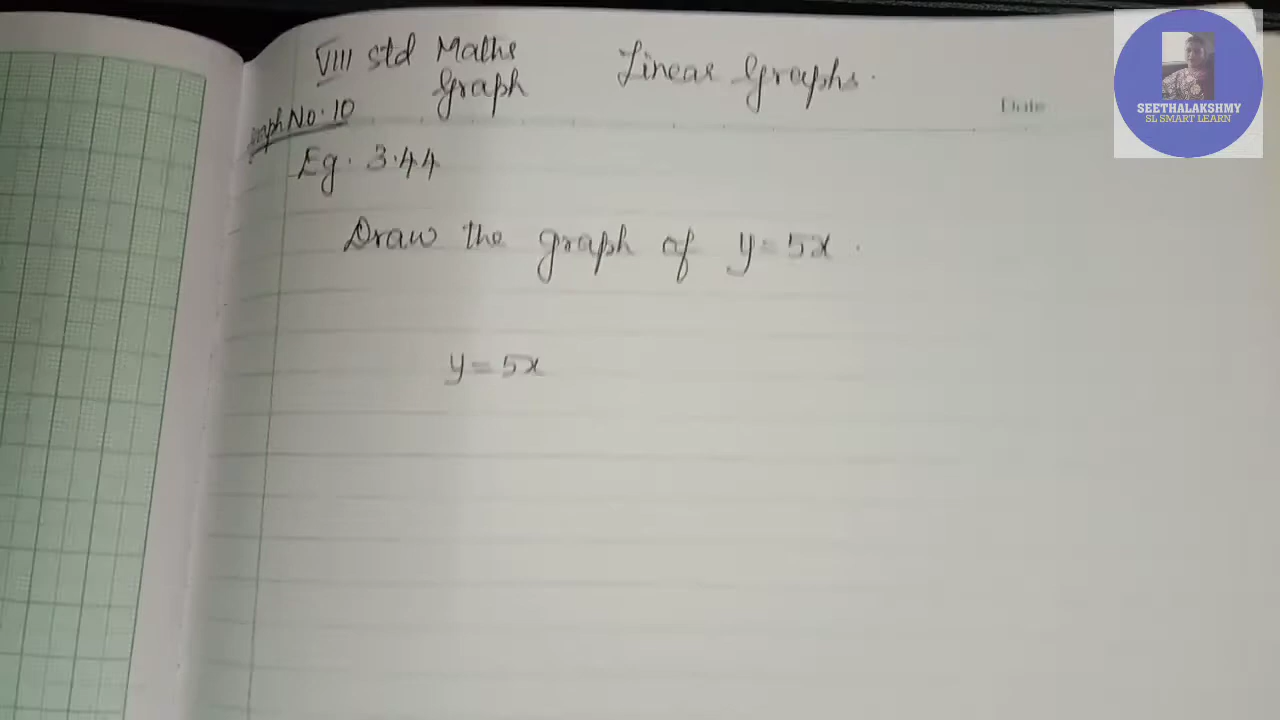 VIII Std Maths Linear Graphs.
Graph
Graph No. 10
Date
Eg. 3.44
Draw the graph of y = 5x.
y = 5x
SEETHALAKSHMY
SL SMART LEARN